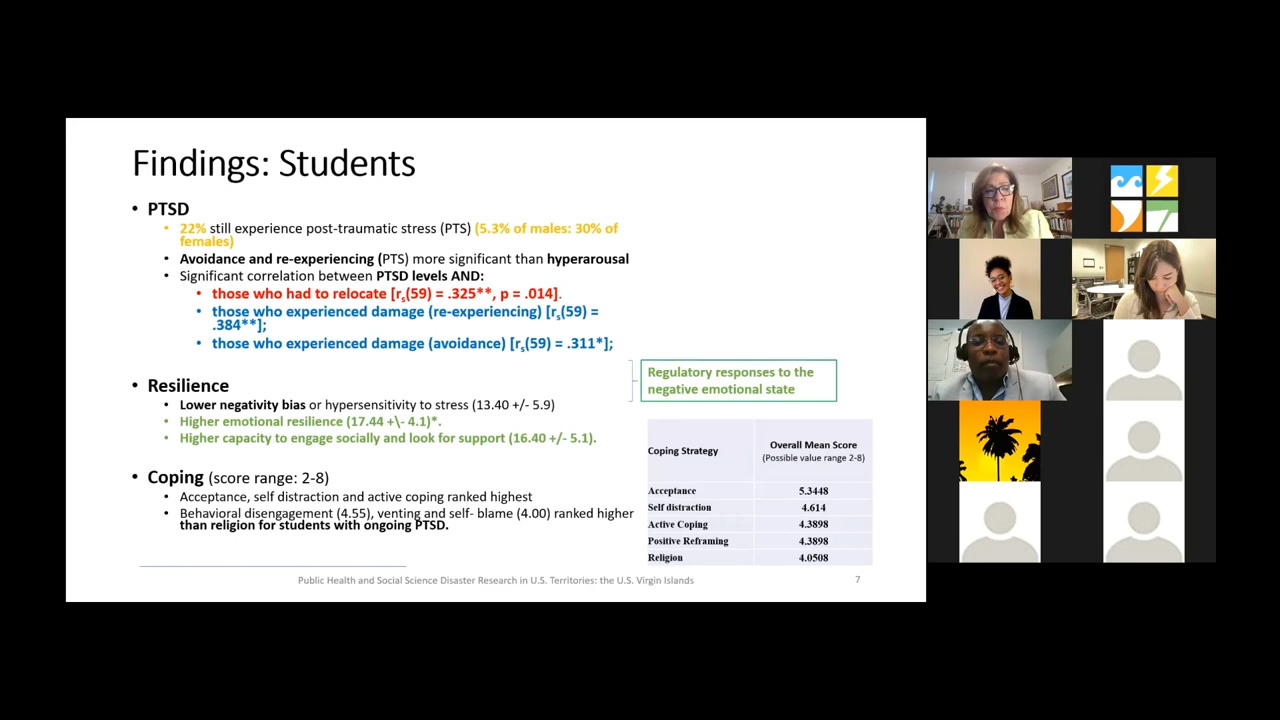 Findings: Students
• PTSD
• 22% still experience post-traumatic stress (PTS) (5.3% of males: 30% of
females)
• Avoidance and re-experiencing (PTS) more significant than hyperarousal
• Significant correlation between PTSD levels AND:
• those who had to relocate [rs(59) = .325**, p = .014].
• those who experienced damage (re-experiencing) [rs(59) =
.384**];
• those who experienced damage (avoidance) [rs(59) = .311*];
• Resilience
• Lower negativity bias or hypersensitivity to stress (13.40 +/- 5.9)
• Higher emotional resilience (17.44 +\- 4.1)*.
• Higher capacity to engage socially and look for support (16.40 +/- 5.1).
Regulatory responses to the
negative emotional state
• Coping (score range: 2-8)
• Acceptance, self distraction and active coping ranked highest
• Behavioral disengagement (4.55), venting and self- blame (4.00) ranked higher
than religion for students with ongoing PTSD.
Coping Strategy Overall Mean Score
(Possible value range 2-8)
Acceptance 5.3448
Self distraction 4.614
Active Coping 4.3898
Positive Reframing 4.3898
Religion 4.0508
Public Health and Social Science Disaster Research in U.S. Territories: the U.S. Virgin Islands 7